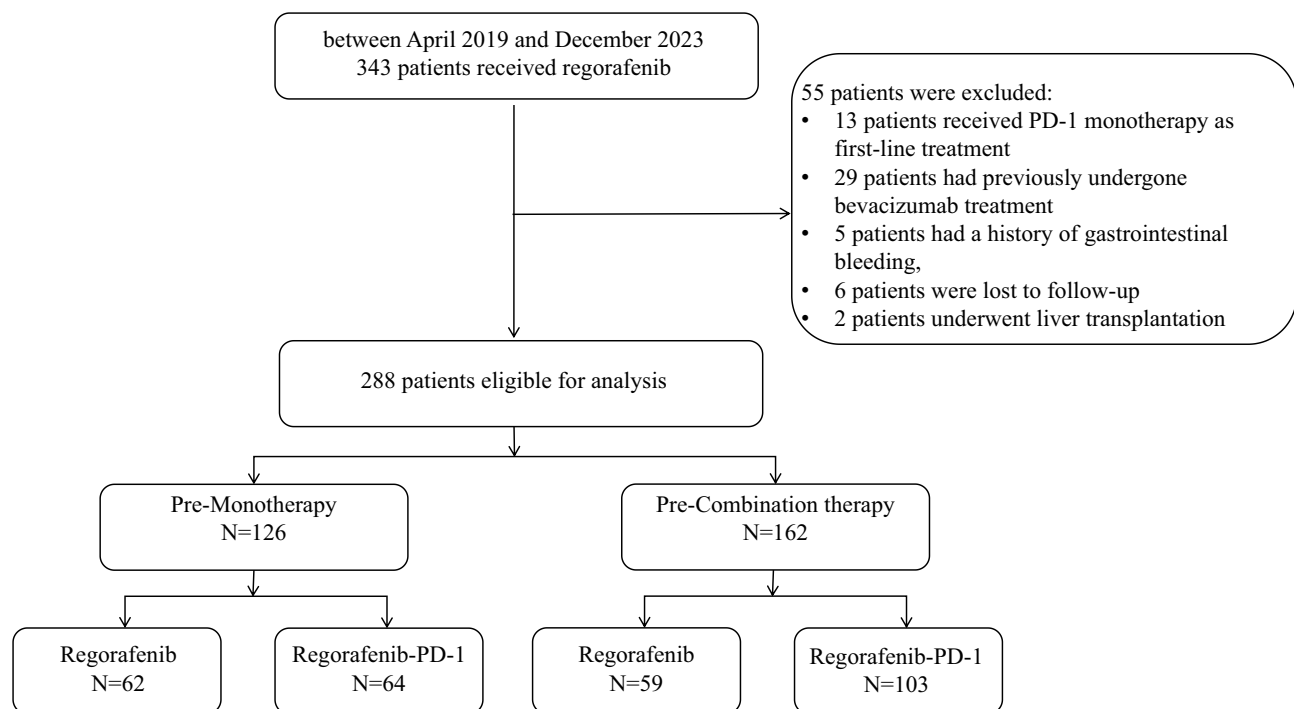 between April 2019 and December 2023
343 patients received regorafenib
55 patients were excluded:
• 13 patients received PD-1 monotherapy as
first-line treatment
• 29 patients had previously undergone
bevacizumab treatment
• 5 patients had a history of gastrointestinal
bleeding,
• 6 patients were lost to follow-up
• 2 patients underwent liver transplantation
288 patients eligible for analysis
Pre-Monotherapy
N=126
Pre-Combination therapy
N=162
Regorafenib
N=62
Regorafenib-PD-1
N=64
Regorafenib
N=59
Regorafenib-PD-1
N=103